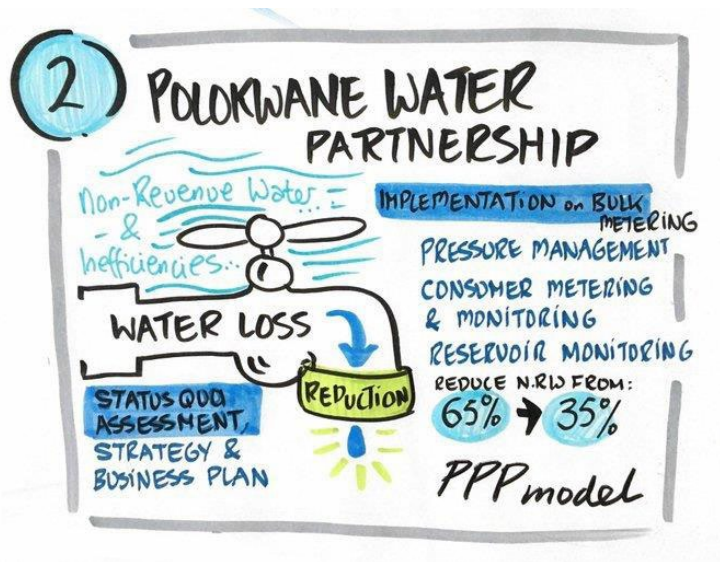 2
POLOKWANE WATER
PARTNERSHIP
Non-Revenue Water...
- &
Inefficiencies...
WATER LOSS
REDUCTION
STATUS QUO
ASSESSMENT,
STRATEGY &
BUSINESS PLAN
IMPLEMENTATION on BULK
METERING
PRESSURE MANAGEMENT
CONSUMER METERING
& MONITORING
RESERVOIR MONITORING
REDUCE N.RW FROM:
65% → 35%
PPP model